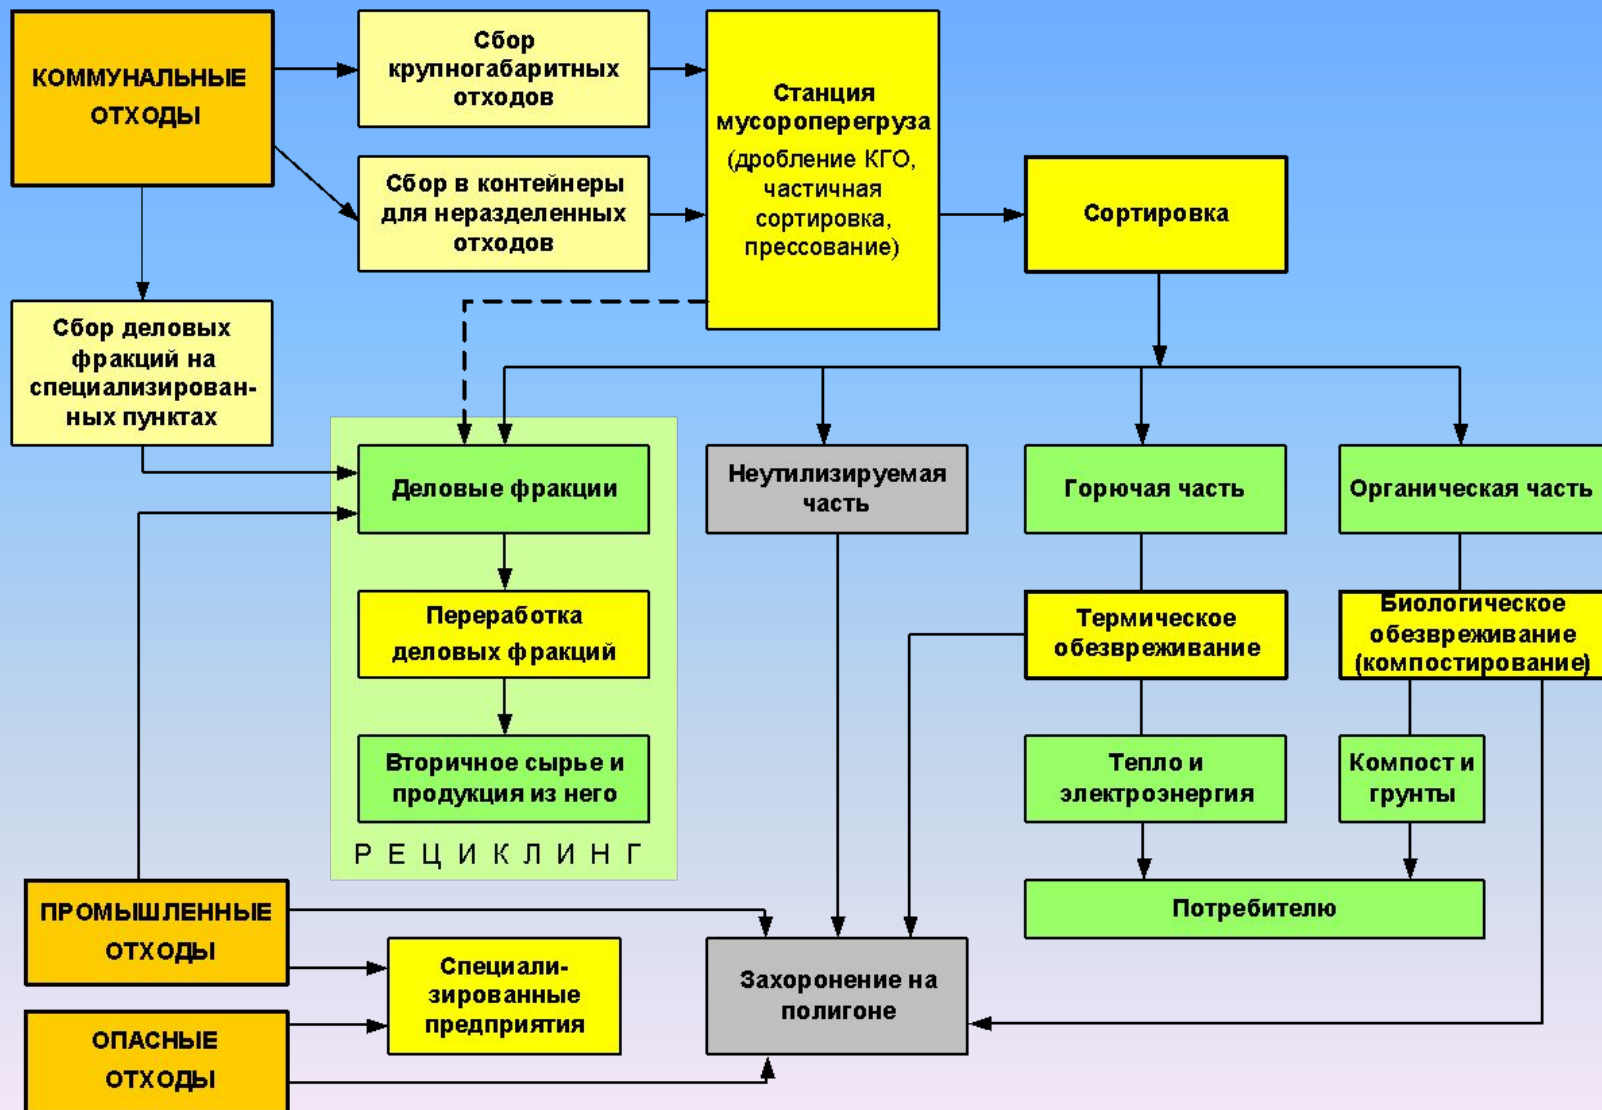 КОММУНАЛЬНЫЕ
ОТХОДЫ
Сбор
крупногабаритных
отходов
Сбор в контейнеры
для неразделенных
отходов
Станция
мусороперегруза
(дробление КГО,
частичная
сортировка,
прессование)
Сортировка
Сбор деловых
фракций на
специализирован-
ных пунктах
Деловые фракции
Неутилизируемая
часть
Горючая часть
Органическая часть
Переработка
деловых фракций
Термическое
обезвреживание
Биологическое
обезвреживание
(компостирование)
Вторичное сырье и
продукция из него
Тепло и
электроэнергия
Компост и
грунты
Р Е Ц И К Л И Н Г
ПРОМЫШЛЕННЫЕ
ОТХОДЫ
Потребителю
Специали-
зированные
предприятия
Захоронение на
полигоне
ОПАСНЫЕ
ОТХОДЫ